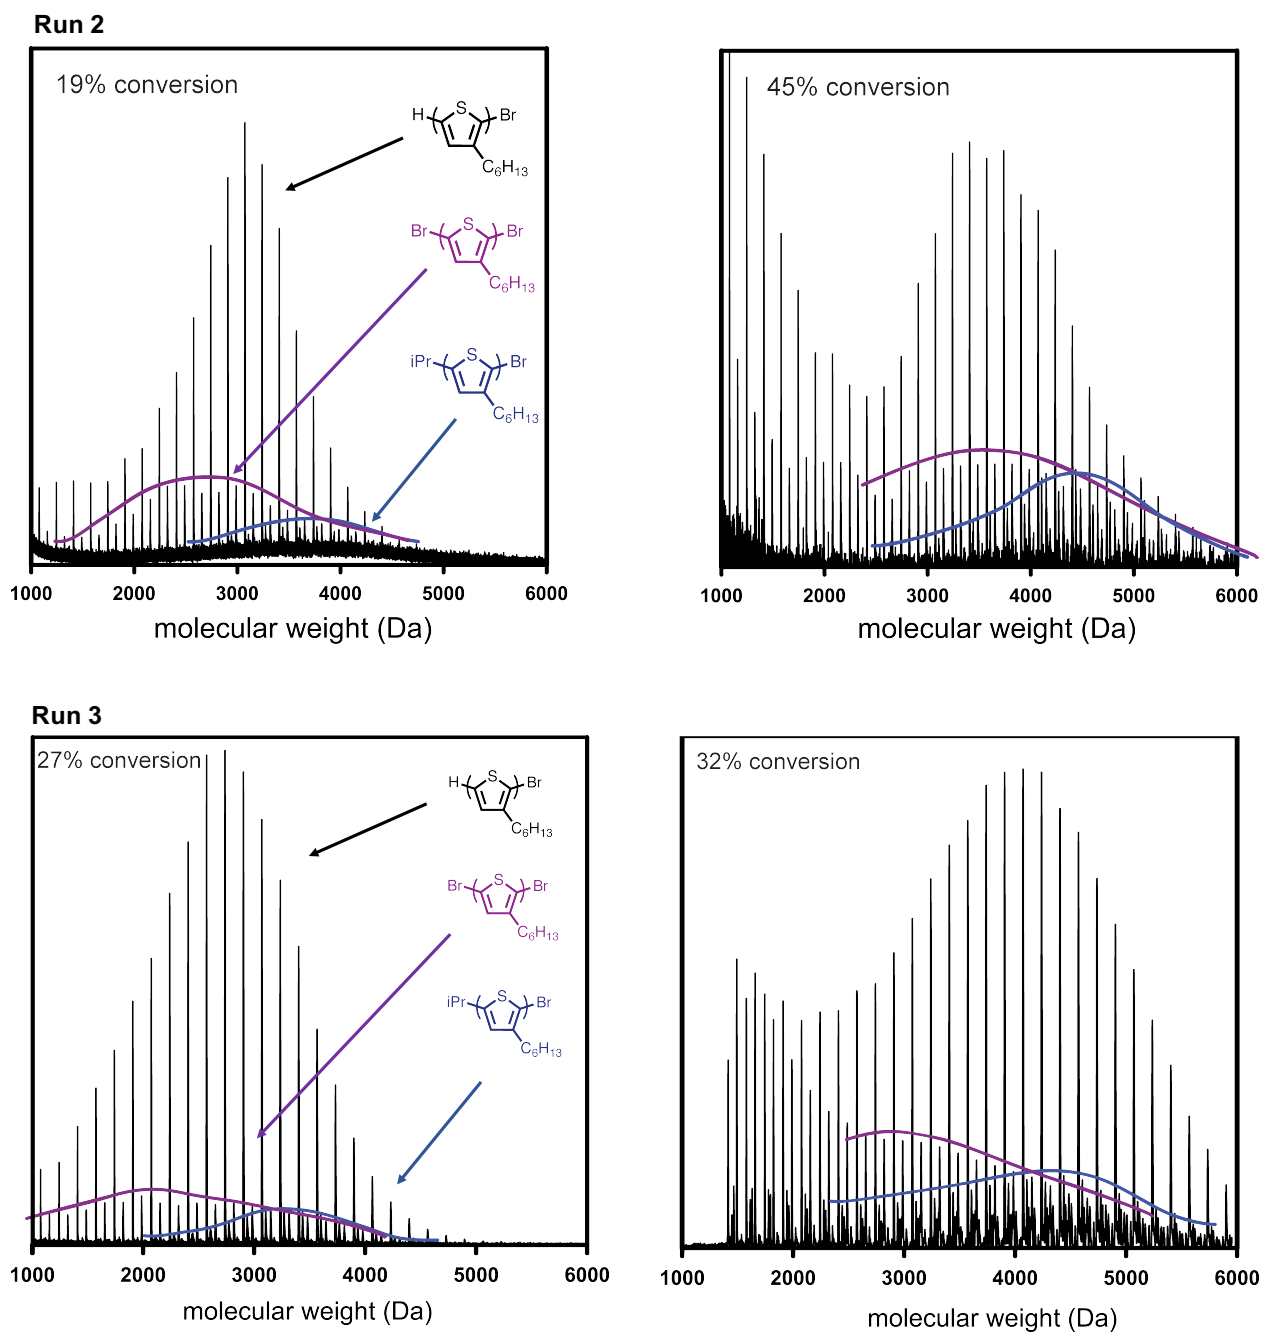 Run 2
19% conversion
H
S
Br
C6H13
Br
S
Br
C6H13
iPr
S
Br
C6H13
1000 2000 3000 4000 5000 6000
molecular weight (Da)
45% conversion
1000 2000 3000 4000 5000 6000
molecular weight (Da)
Run 3
27% conversion
H
S
Br
C6H13
Br
S
Br
C6H13
iPr
S
Br
C6H13
1000 2000 3000 4000 5000 6000
molecular weight (Da)
32% conversion
1000 2000 3000 4000 5000 6000
molecular weight (Da)